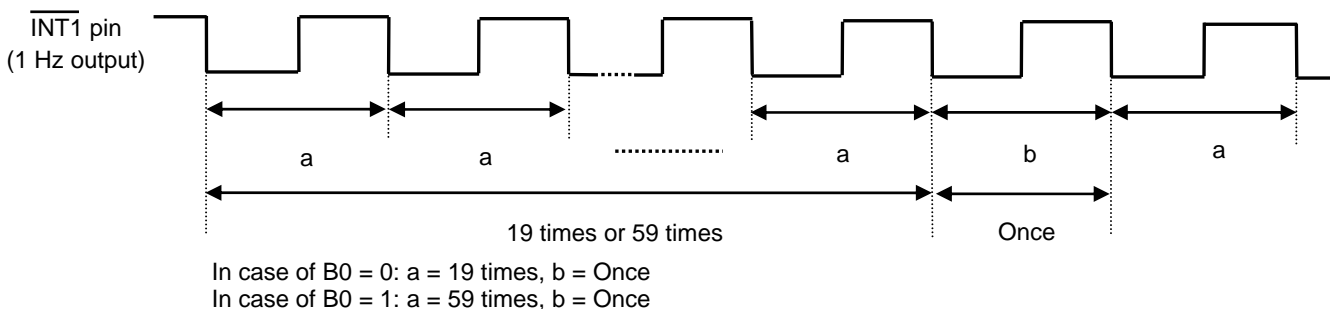 INT1 pin
(1 Hz output)
a
a
a
b
a
19 times or 59 times
Once
In case of B0 = 0: a = 19 times, b = Once
In case of B0 = 1: a = 59 times, b = Once